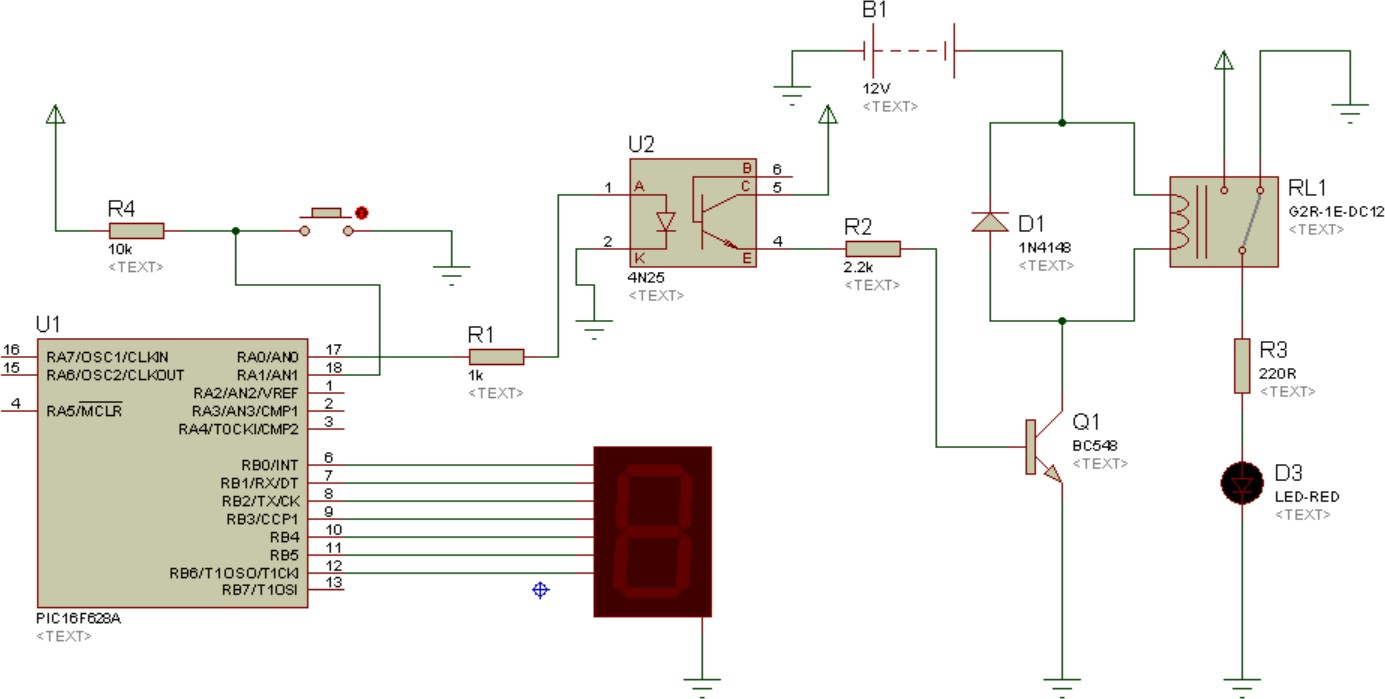 B1
12V
<TEXT>
U2
B 6
C 5
1 A
2 K
E 4
4N25
<TEXT>
R4
10k
<TEXT>
R2
2.2k
<TEXT>
D1
1N4148
<TEXT>
RL1
G2R-1E-DC12
<TEXT>
U1
16 RA7/OSC1/CLKIN RA0/AN0 17
15 RA6/OSC2/CLKOUT RA1/AN1 18
RA2/AN2/VREF 1
4 RA5/MCLR RA3/AN3/CMP1 2
RA4/T0CKI/CMP2 3
RB0/INT 6
RB1/RX/DT 7
RB2/TX/CK 8
RB3/CCP1 9
RB4 10
RB5 11
RB6/T1OSO/T1CKI 12
RB7/T1OSI 13
PIC16F628A
<TEXT>
R1
1k
<TEXT>
R3
220R
<TEXT>
Q1
BC548
<TEXT>
D3
LED-RED
<TEXT>